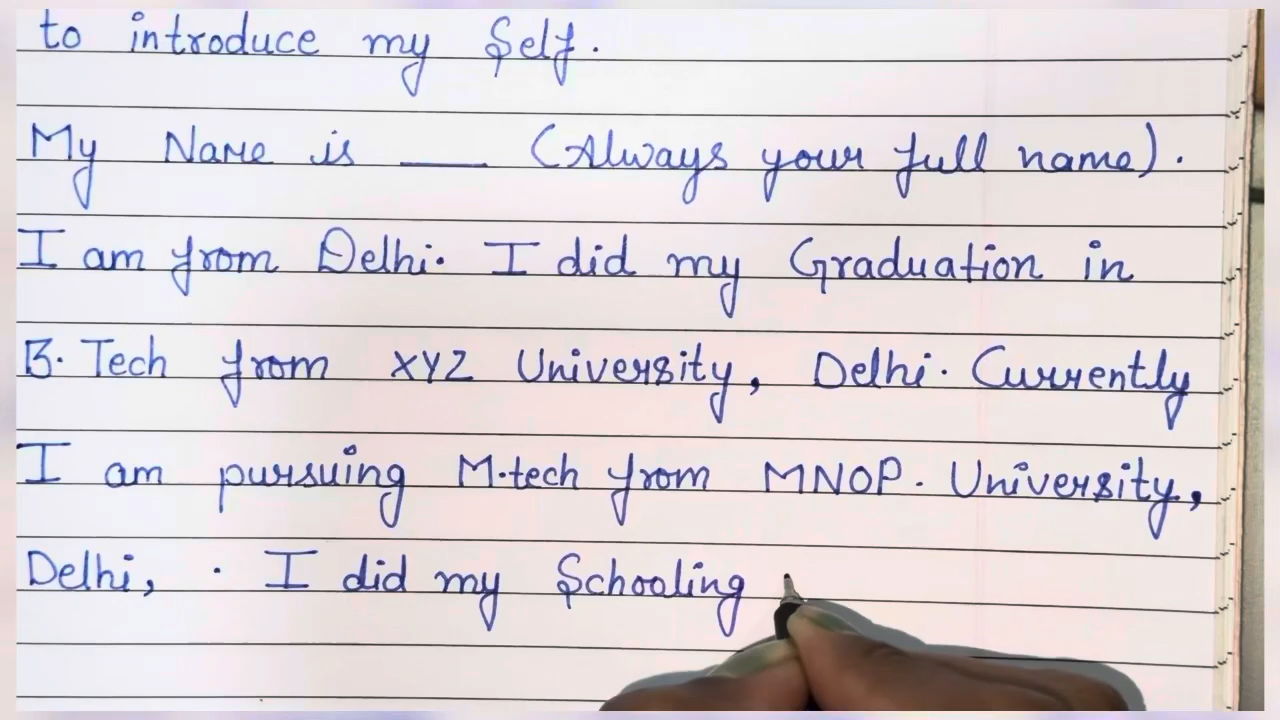 to introduce my Self.
My Name is ___ (Always your full name).
I am from Delhi. I did my Graduation in
B. Tech from XYZ University, Delhi. Currently
I am pursuing M.tech from MNOP. University,
Delhi, . I did my Schooling